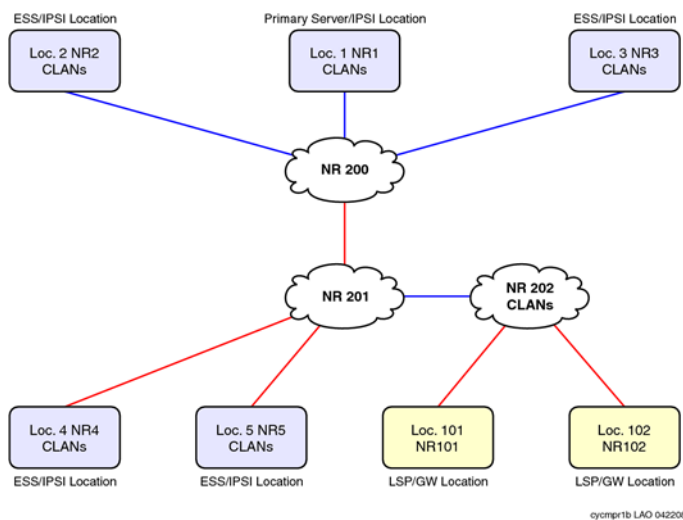 ESS/IPSI Location
Primary Server/IPSI Location
ESS/IPSI Location
Loc. 2 NR2
CLANs
Loc. 1 NR1
CLANs
Loc. 3 NR3
CLANs
NR 200
NR 201
NR 202
CLANs
Loc. 4 NR4
CLANs
Loc. 5 NR5
CLANs
Loc. 101
NR101
Loc. 102
NR102
ESS/IPSI Location
ESS/IPSI Location
LSP/GW Location
LSP/GW Location
cycmpr1b LAO 042208